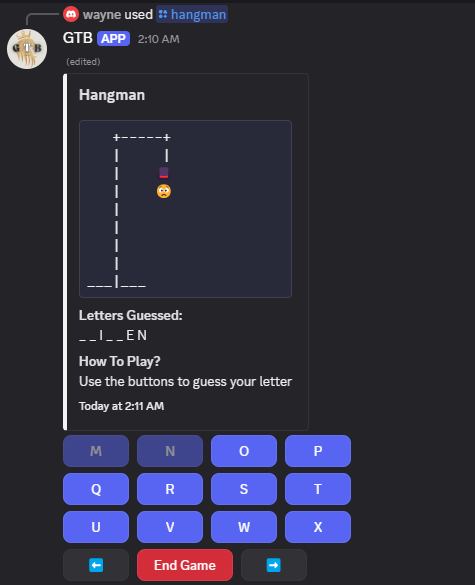 wayne used hangman
GTB APP 2:10 AM
(edited)
Hangman
+-----+
|     |
|
|
|
|
|
|
___|___
Letters Guessed:
_ _ I _ _ E N
How To Play?
Use the buttons to guess your letter
Today at 2:11 AM
M N O P
Q R S T
U V W X
End Game